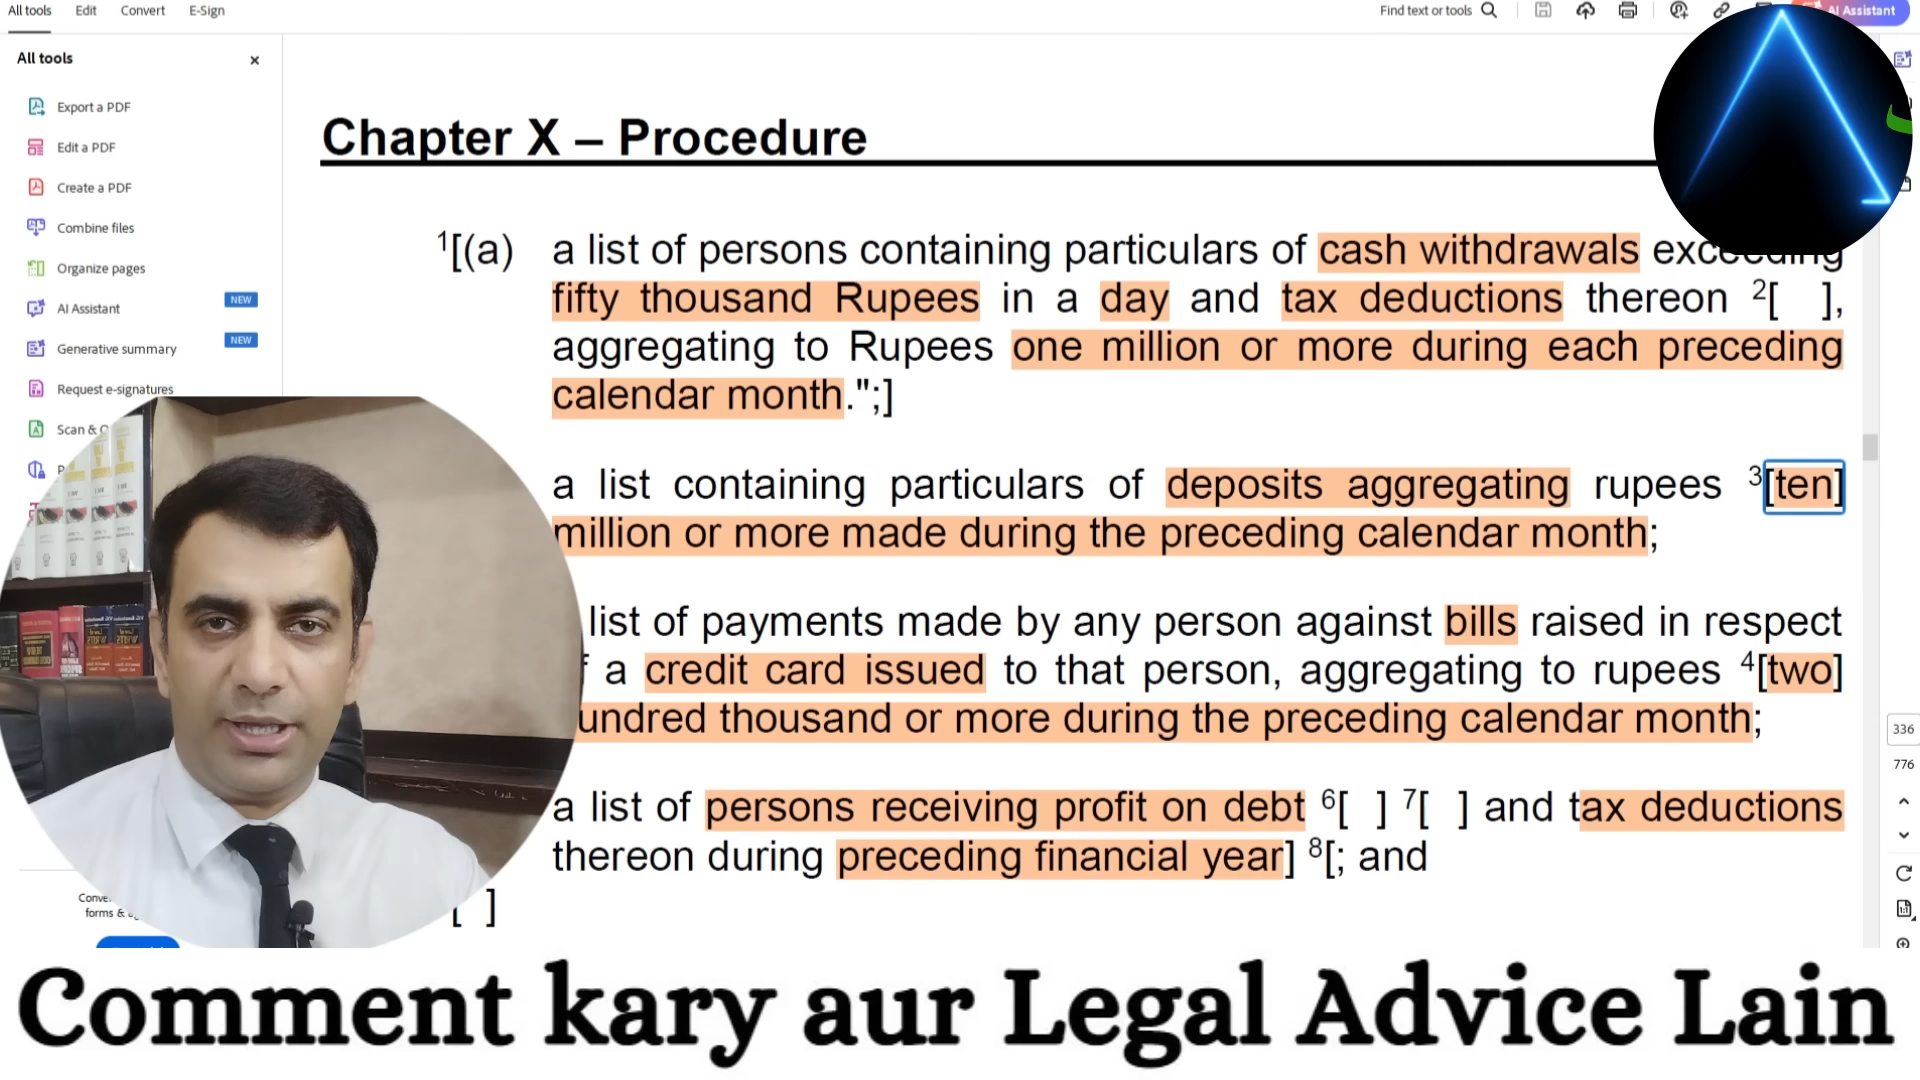 All tools Edit Convert E-Sign Find text or tools AI Assistant
All tools
Export a PDF
Edit a PDF
Create a PDF
Combine files
Organize pages
AI Assistant NEW
Generative summary NEW
Request e-signatures
Scan &
Chapter X – Procedure
1[(a) a list of persons containing particulars of cash withdrawals exceeding
fifty thousand Rupees in a day and tax deductions thereon 2[ ],
aggregating to Rupees one million or more during each preceding
calendar month.";]
a list containing particulars of deposits aggregating rupees 3[ten]
million or more made during the preceding calendar month;
list of payments made by any person against bills raised in respect
a credit card issued to that person, aggregating to rupees 4[two]
undred thousand or more during the preceding calendar month;
a list of persons receiving profit on debt 6[ ] 7[ ] and tax deductions
thereon during preceding financial year] 8[; and
[ ]
336
776
forms &
Comment kary aur Legal Advice Lain